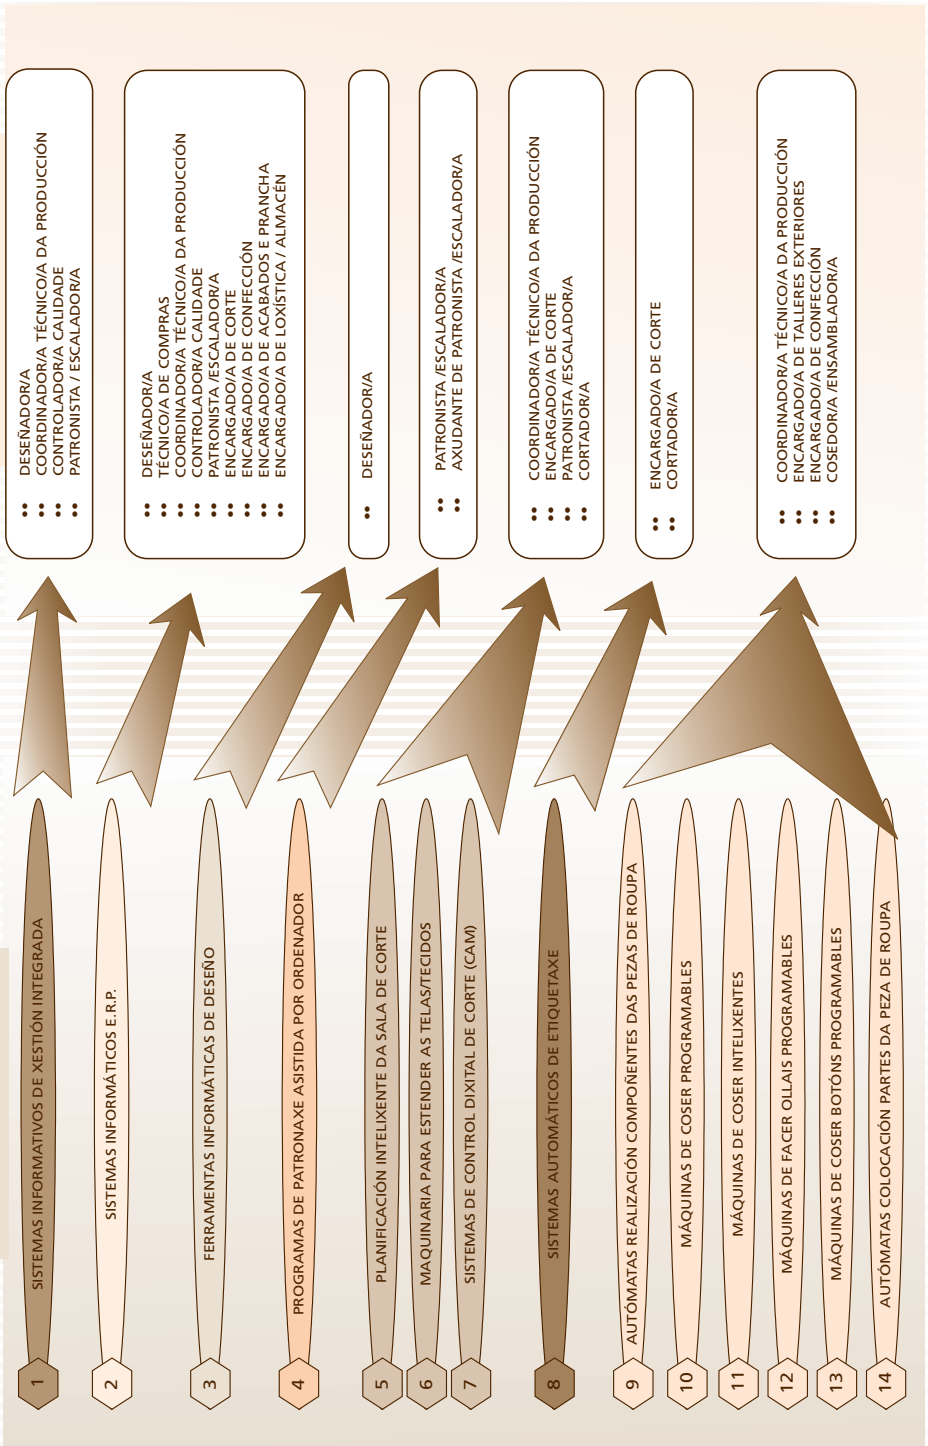 1
SISTEMAS INFORMATIVOS DE XESTIÓN INTEGRADA
DESEÑADOR/A
COORDINADOR/A TÉCNICO/A DA PRODUCCIÓN
CONTROLADOR/A CALIDADE
PATRONISTA / ESCALADOR/A
2
SISTEMAS INFORMÁTICOS E.R.P.
DESEÑADOR/A
TÉCNICO/A DE COMPRAS
COORDINADOR/A TÉCNICO/A DA PRODUCCIÓN
CONTROLADOR/A CALIDADE
PATRONISTA /ESCALADOR/A
ENCARGADO/A DE CORTE
ENCARGADO/A DE CONFECCIÓN
ENCARGADO/A DE ACABADOS E PRANCHA
ENCARGADO/A DE LOXÍSTICA / ALMACÉN
3
FERRAMENTAS INFORMÁTICAS DE DESEÑO
DESEÑADOR/A
4
PROGRAMAS DE PATRONAXE ASISTIDA POR ORDENADOR
PATRONISTA /ESCALADOR/A
AXUDANTE DE PATRONISTA /ESCALADOR/A
5
PLANIFICACIÓN INTELIXENTE DA SALA DE CORTE
6
MAQUINARIA PARA ESTENDER AS TELAS/TECIDOS
7
SISTEMAS DE CONTROL DIXITAL DE CORTE (CAM)
COORDINADOR/A TÉCNICO/A DA PRODUCCIÓN
ENCARGADO/A DE CORTE
PATRONISTA /ESCALADOR/A
CORTADOR/A
8
SISTEMAS AUTOMÁTICOS DE ETIQUETAXE
ENCARGADO/A DE CORTE
CORTADOR/A
9
AUTÓMATAS REALIZACIÓN COMPOÑENTES DAS PEZAS DE ROUPA
10
MÁQUINAS DE COSER PROGRAMABLES
11
MÁQUINAS DE COSER INTELIXENTES
12
MÁQUINAS DE FACER OLLAIS PROGRAMABLES
13
MÁQUINAS DE COSER BOTÓNS PROGRAMABLES
14
AUTÓMATAS COLOCACIÓN PARTES DA PEZA DE ROUPA
COORDINADOR/A TÉCNICO/A DA PRODUCCIÓN
ENCARGADO/A DE TALLERES EXTERIORES
ENCARGADO/A DE CONFECCIÓN
COSEDOR/A /ENSAMBLADOR/A